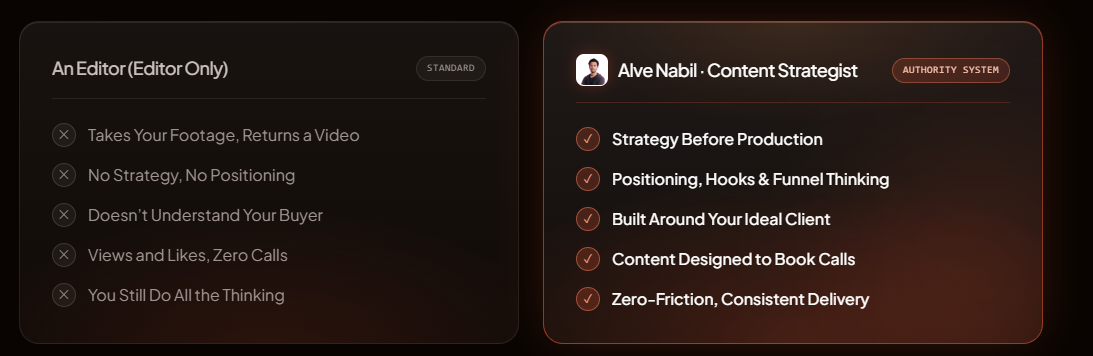 An Editor (Editor Only)
STANDARD
Takes Your Footage, Returns a Video
No Strategy, No Positioning
Doesn't Understand Your Buyer
Views and Likes, Zero Calls
You Still Do All the Thinking
Alve Nabil · Content Strategist
AUTHORITY SYSTEM
Strategy Before Production
Positioning, Hooks & Funnel Thinking
Built Around Your Ideal Client
Content Designed to Book Calls
Zero-Friction, Consistent Delivery